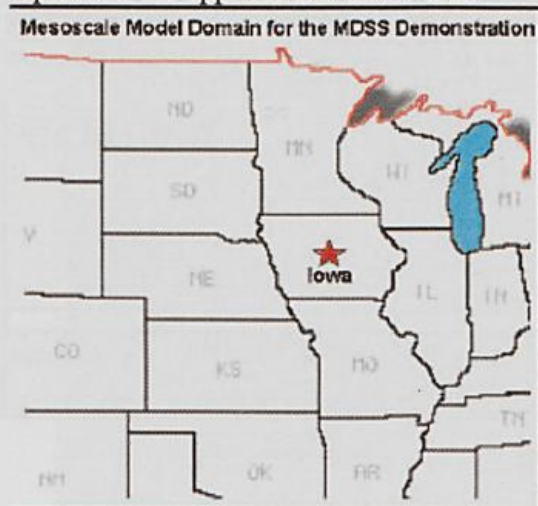 Mesoscale Model Domain for the MDSS Demonstration
ND
MN
WI
MI
SD
Y
Iowa
NE
IL
IN
CO
KS
MO
TN
NM
OK
AR